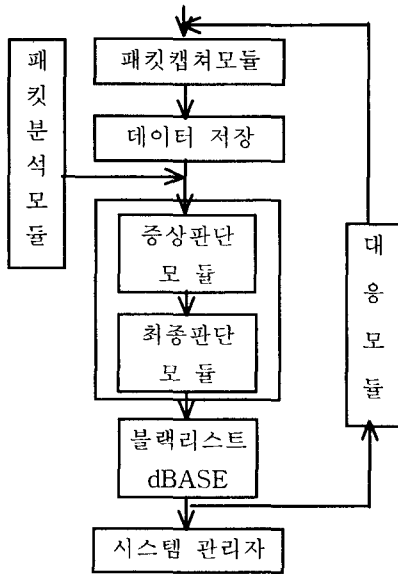 패킷캡쳐모듈
데이터 저장
패
킷
분
석
모
듈
증상판단
모 듈
최종판단
모 듈
대
응
모
듈
블랙리스트
dBASE
시스템 관리자